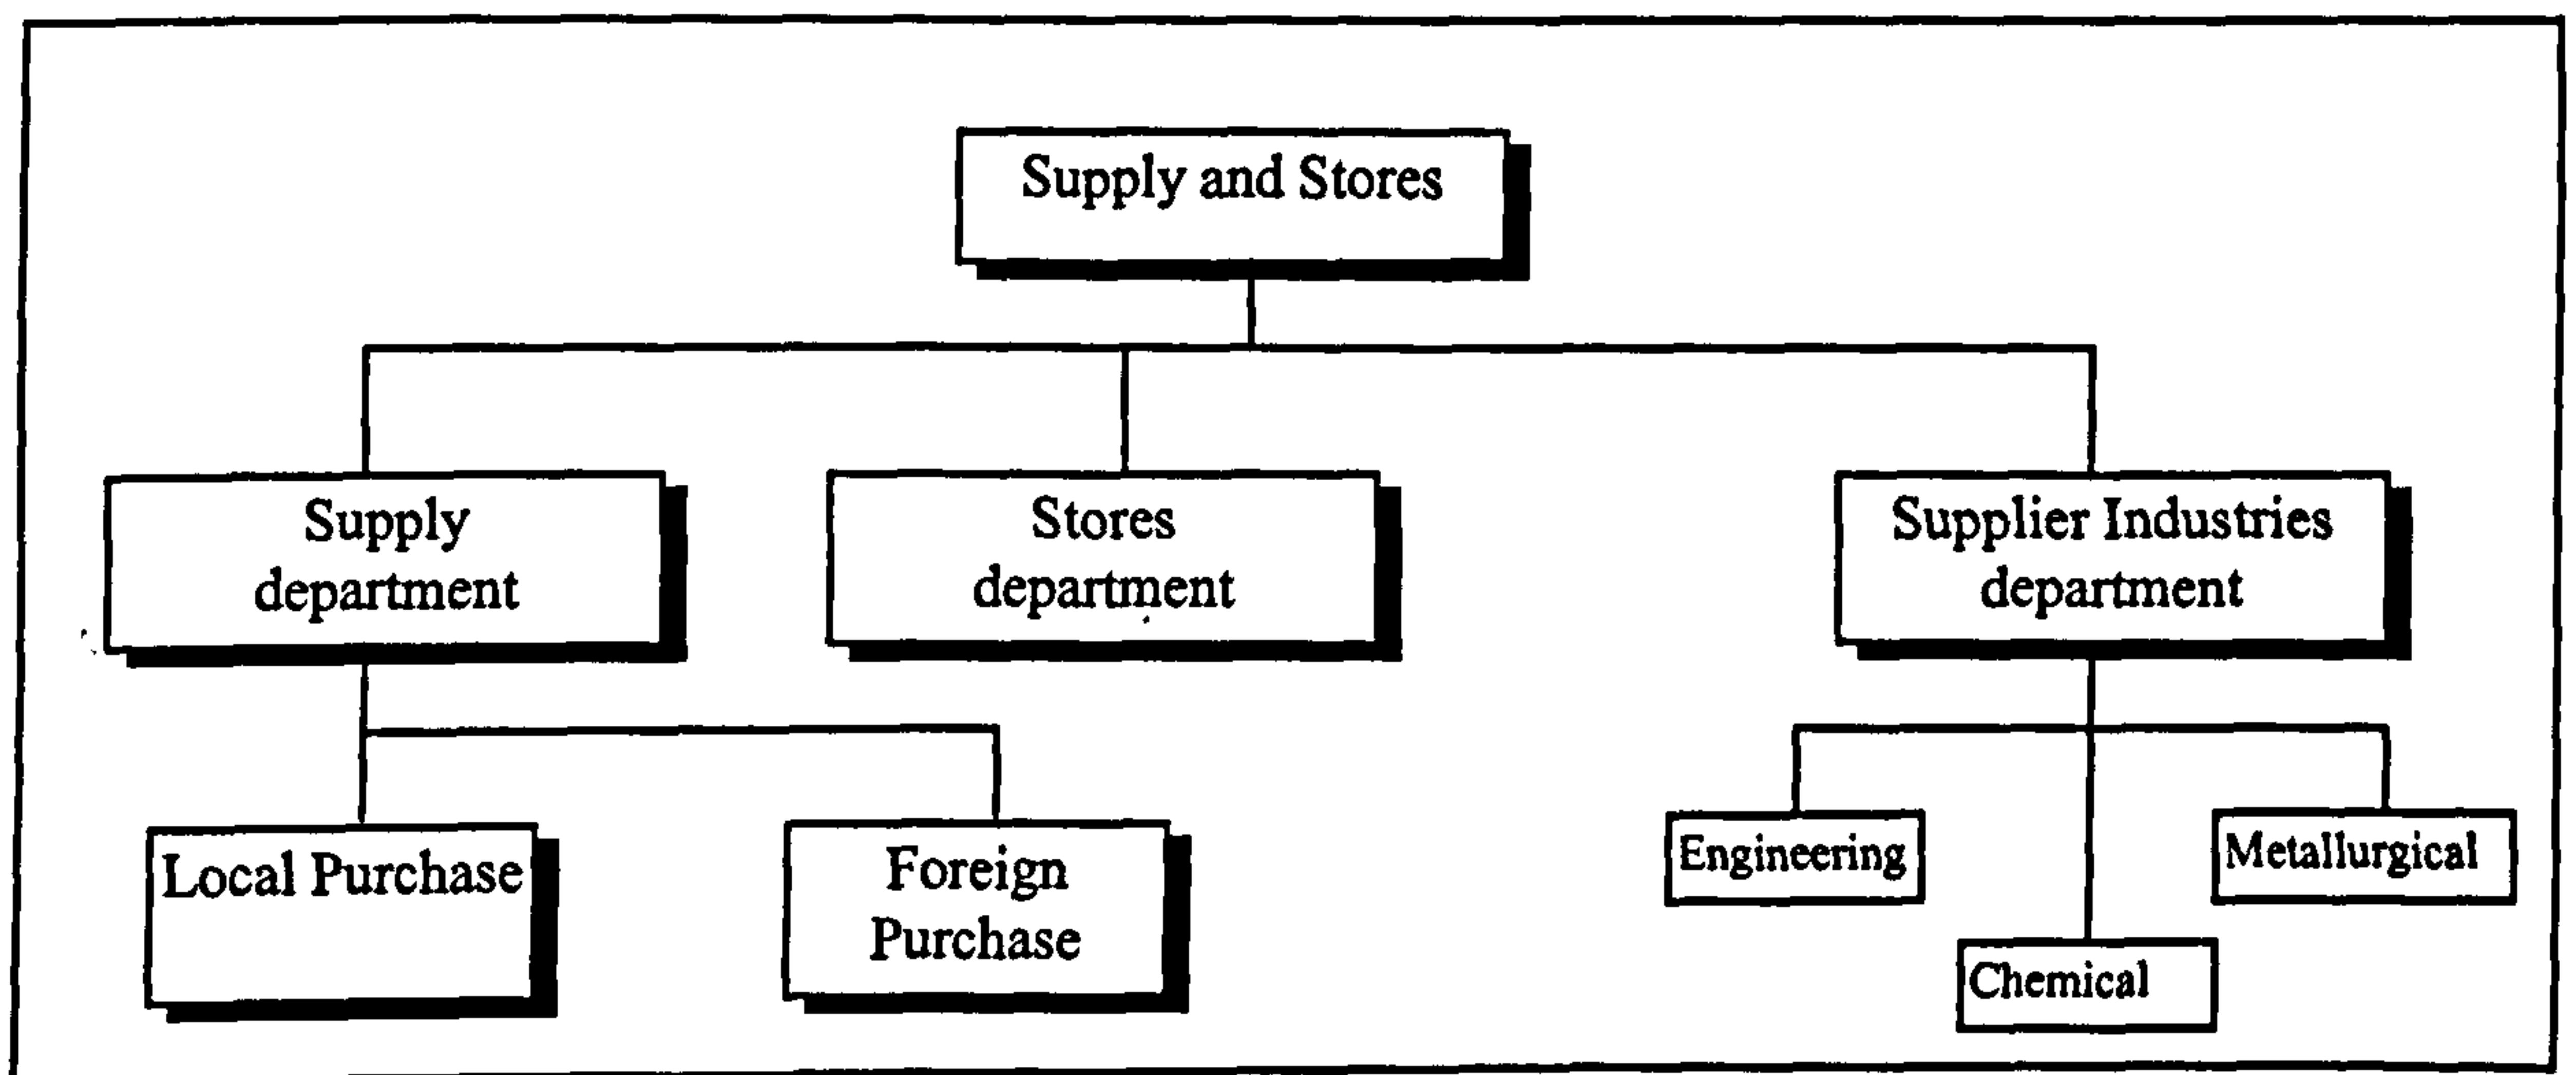 Supply and Stores
Supply
department
Stores
department
Supplier Industries
department
Local Purchase
Foreign
Purchase
Engineering
Metallurgical
Chemical